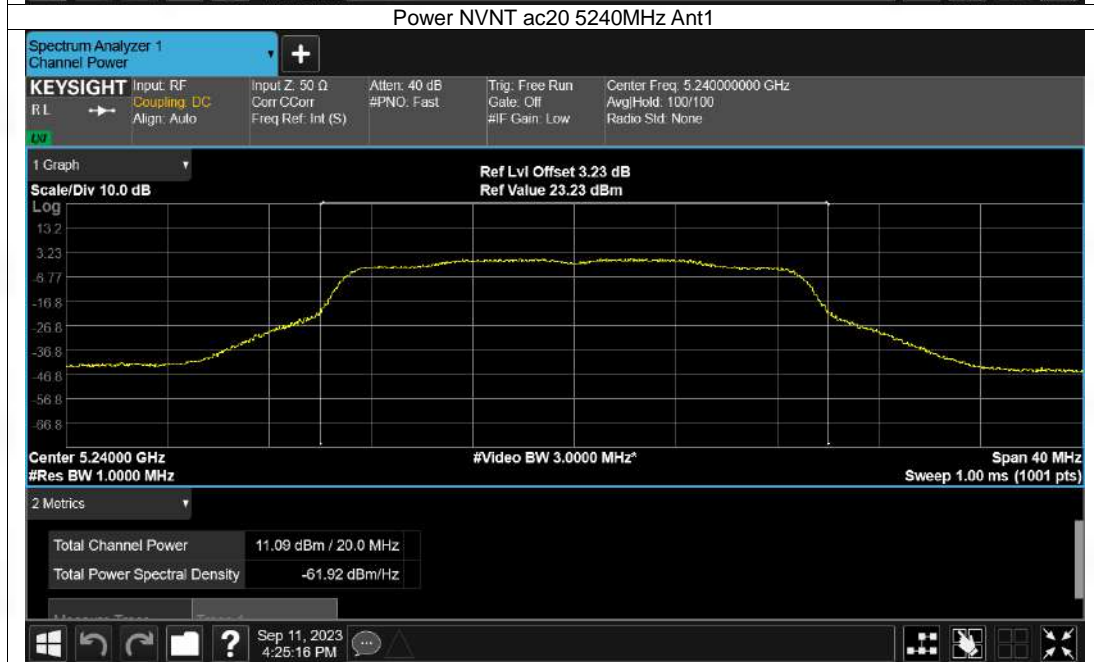 Power NVNT ac20 5240MHz Ant1
Spectrum Analyzer 1
Channel Power
+
KEYSIGHT
Input: RF
Coupling: DC
Align: Auto
Input Z: 50 Ω
Corr CCorr
Freq Ref: Int (S)
Atten: 40 dB
#PNO: Fast
Trig: Free Run
Gate: Off
#IF Gain: Low
Center Freq: 5.240000000 GHz
Avg|Hold: 100/100
Radio Std: None
R L
LXI
1 Graph
Scale/Div 10.0 dB
Ref Lvl Offset 3.23 dB
Ref Value 23.23 dBm
Log
13.2
3.23
-6.77
-16.8
-26.8
-36.8
-46.8
-56.8
-66.8
Center 5.24000 GHz
#Video BW 3.0000 MHz*
Span 40 MHz
#Res BW 1.0000 MHz
Sweep 1.00 ms (1001 pts)
2 Metrics
Total Channel Power 11.09 dBm / 20.0 MHz
Total Power Spectral Density -61.92 dBm/Hz
?
Sep 11, 2023
4:25:16 PM